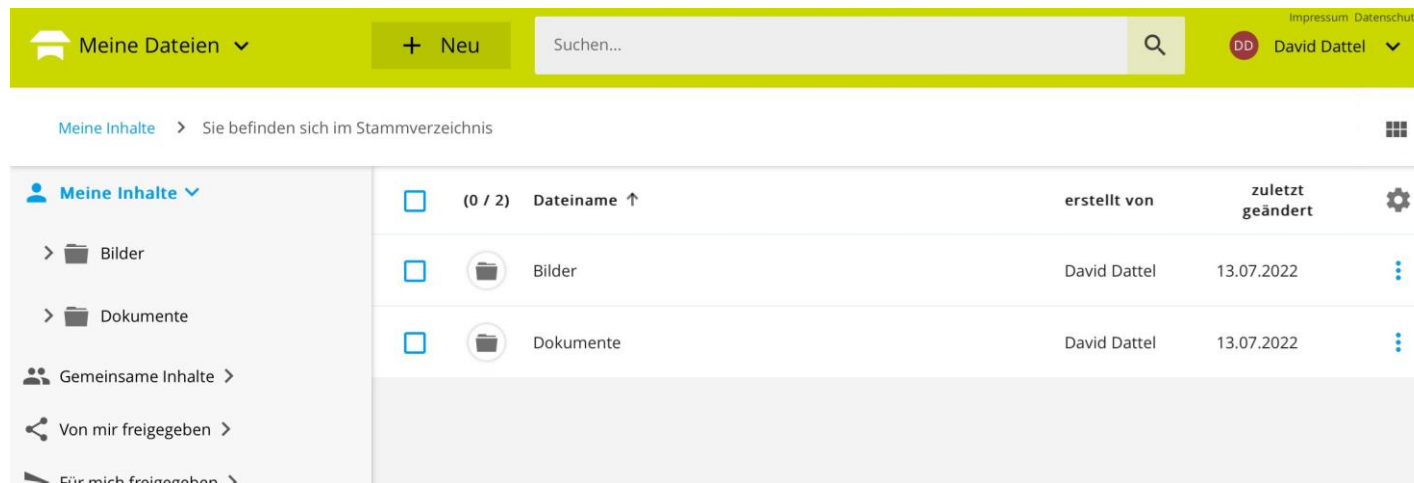 Impressum Datenschut
Meine Dateien
+ Neu
Suchen...
DD David Dattel
Meine Inhalte > Sie befinden sich im Stammverzeichnis
Meine Inhalte
Bilder
Dokumente
Gemeinsame Inhalte
Von mir freigegeben
Für mich freigegeben
(0 / 2) Dateiname ↑ erstellt von zuletzt
geändert
Bilder David Dattel 13.07.2022
Dokumente David Dattel 13.07.2022